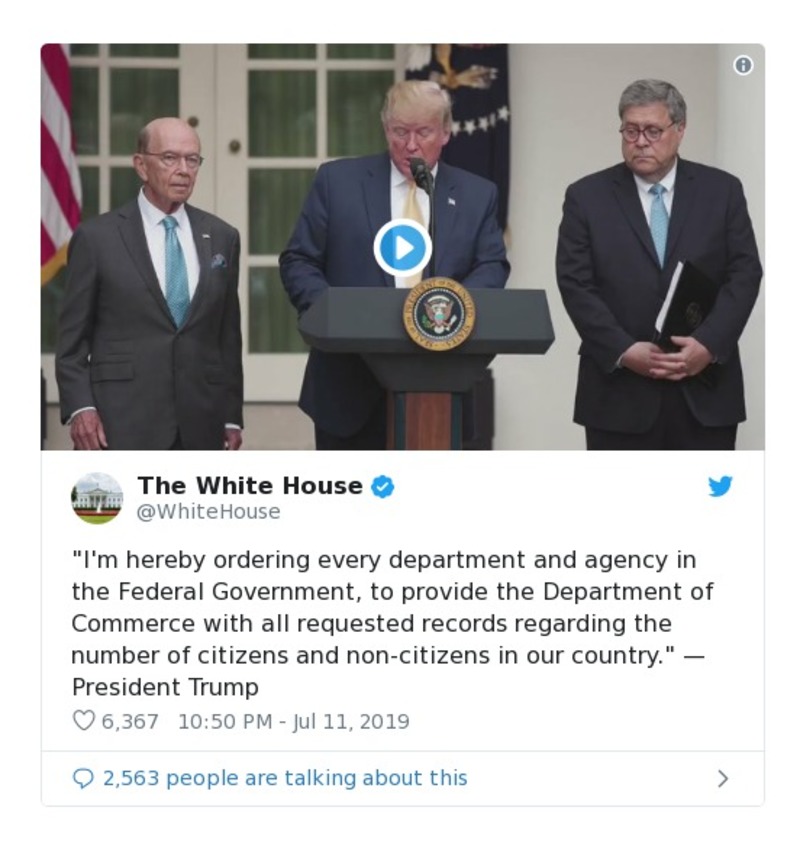 The White House
@WhiteHouse
"I'm hereby ordering every department and agency in
the Federal Government, to provide the Department of
Commerce with all requested records regarding the
number of citizens and non-citizens in our country." —
President Trump
6,367 10:50 PM - Jul 11, 2019
2,563 people are talking about this